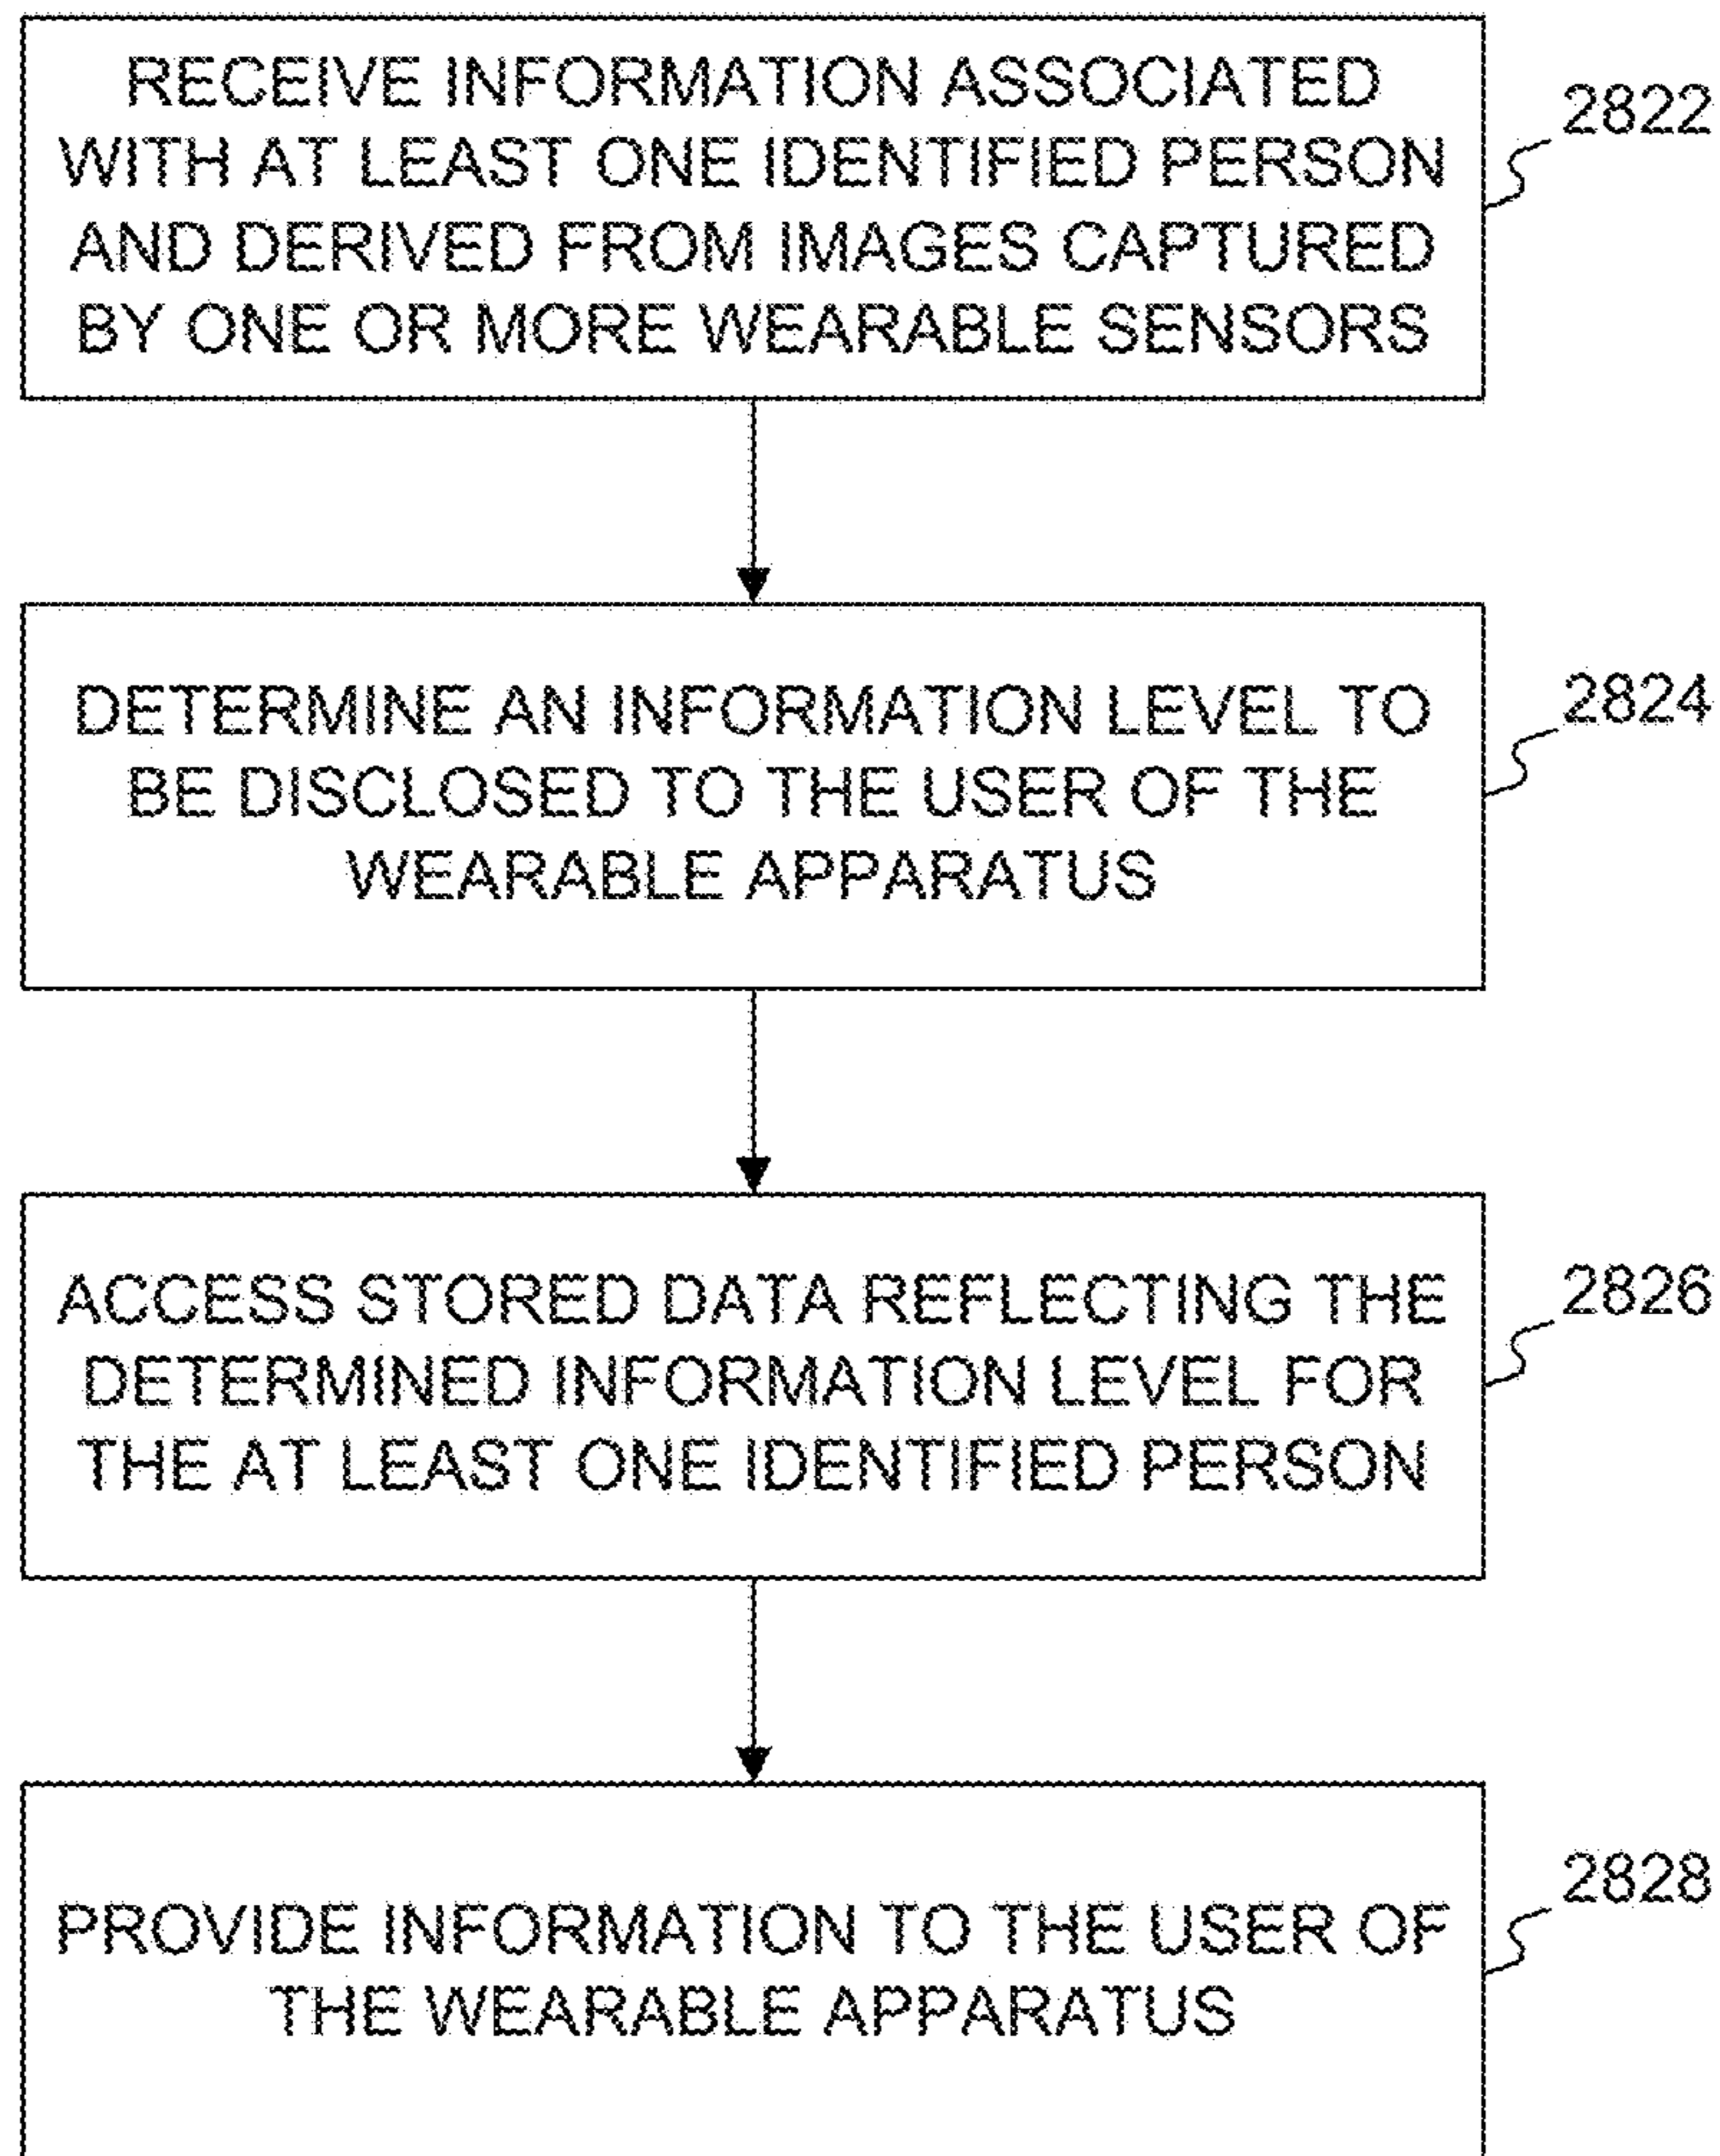 RECEIVE INFORMATION ASSOCIATED
WITH AT LEAST ONE IDENTIFIED PERSON
AND DERIVED FROM IMAGES CAPTURED
BY ONE OR MORE WEARABLE SENSORS
2822
DETERMINE AN INFORMATION LEVEL TO
BE DISCLOSED TO THE USER OF THE
WEARABLE APPARATUS
2824
ACCESS STORED DATA REFLECTING THE
DETERMINED INFORMATION LEVEL FOR
THE AT LEAST ONE IDENTIFIED PERSON
2826
PROVIDE INFORMATION TO THE USER OF
THE WEARABLE APPARATUS
2828